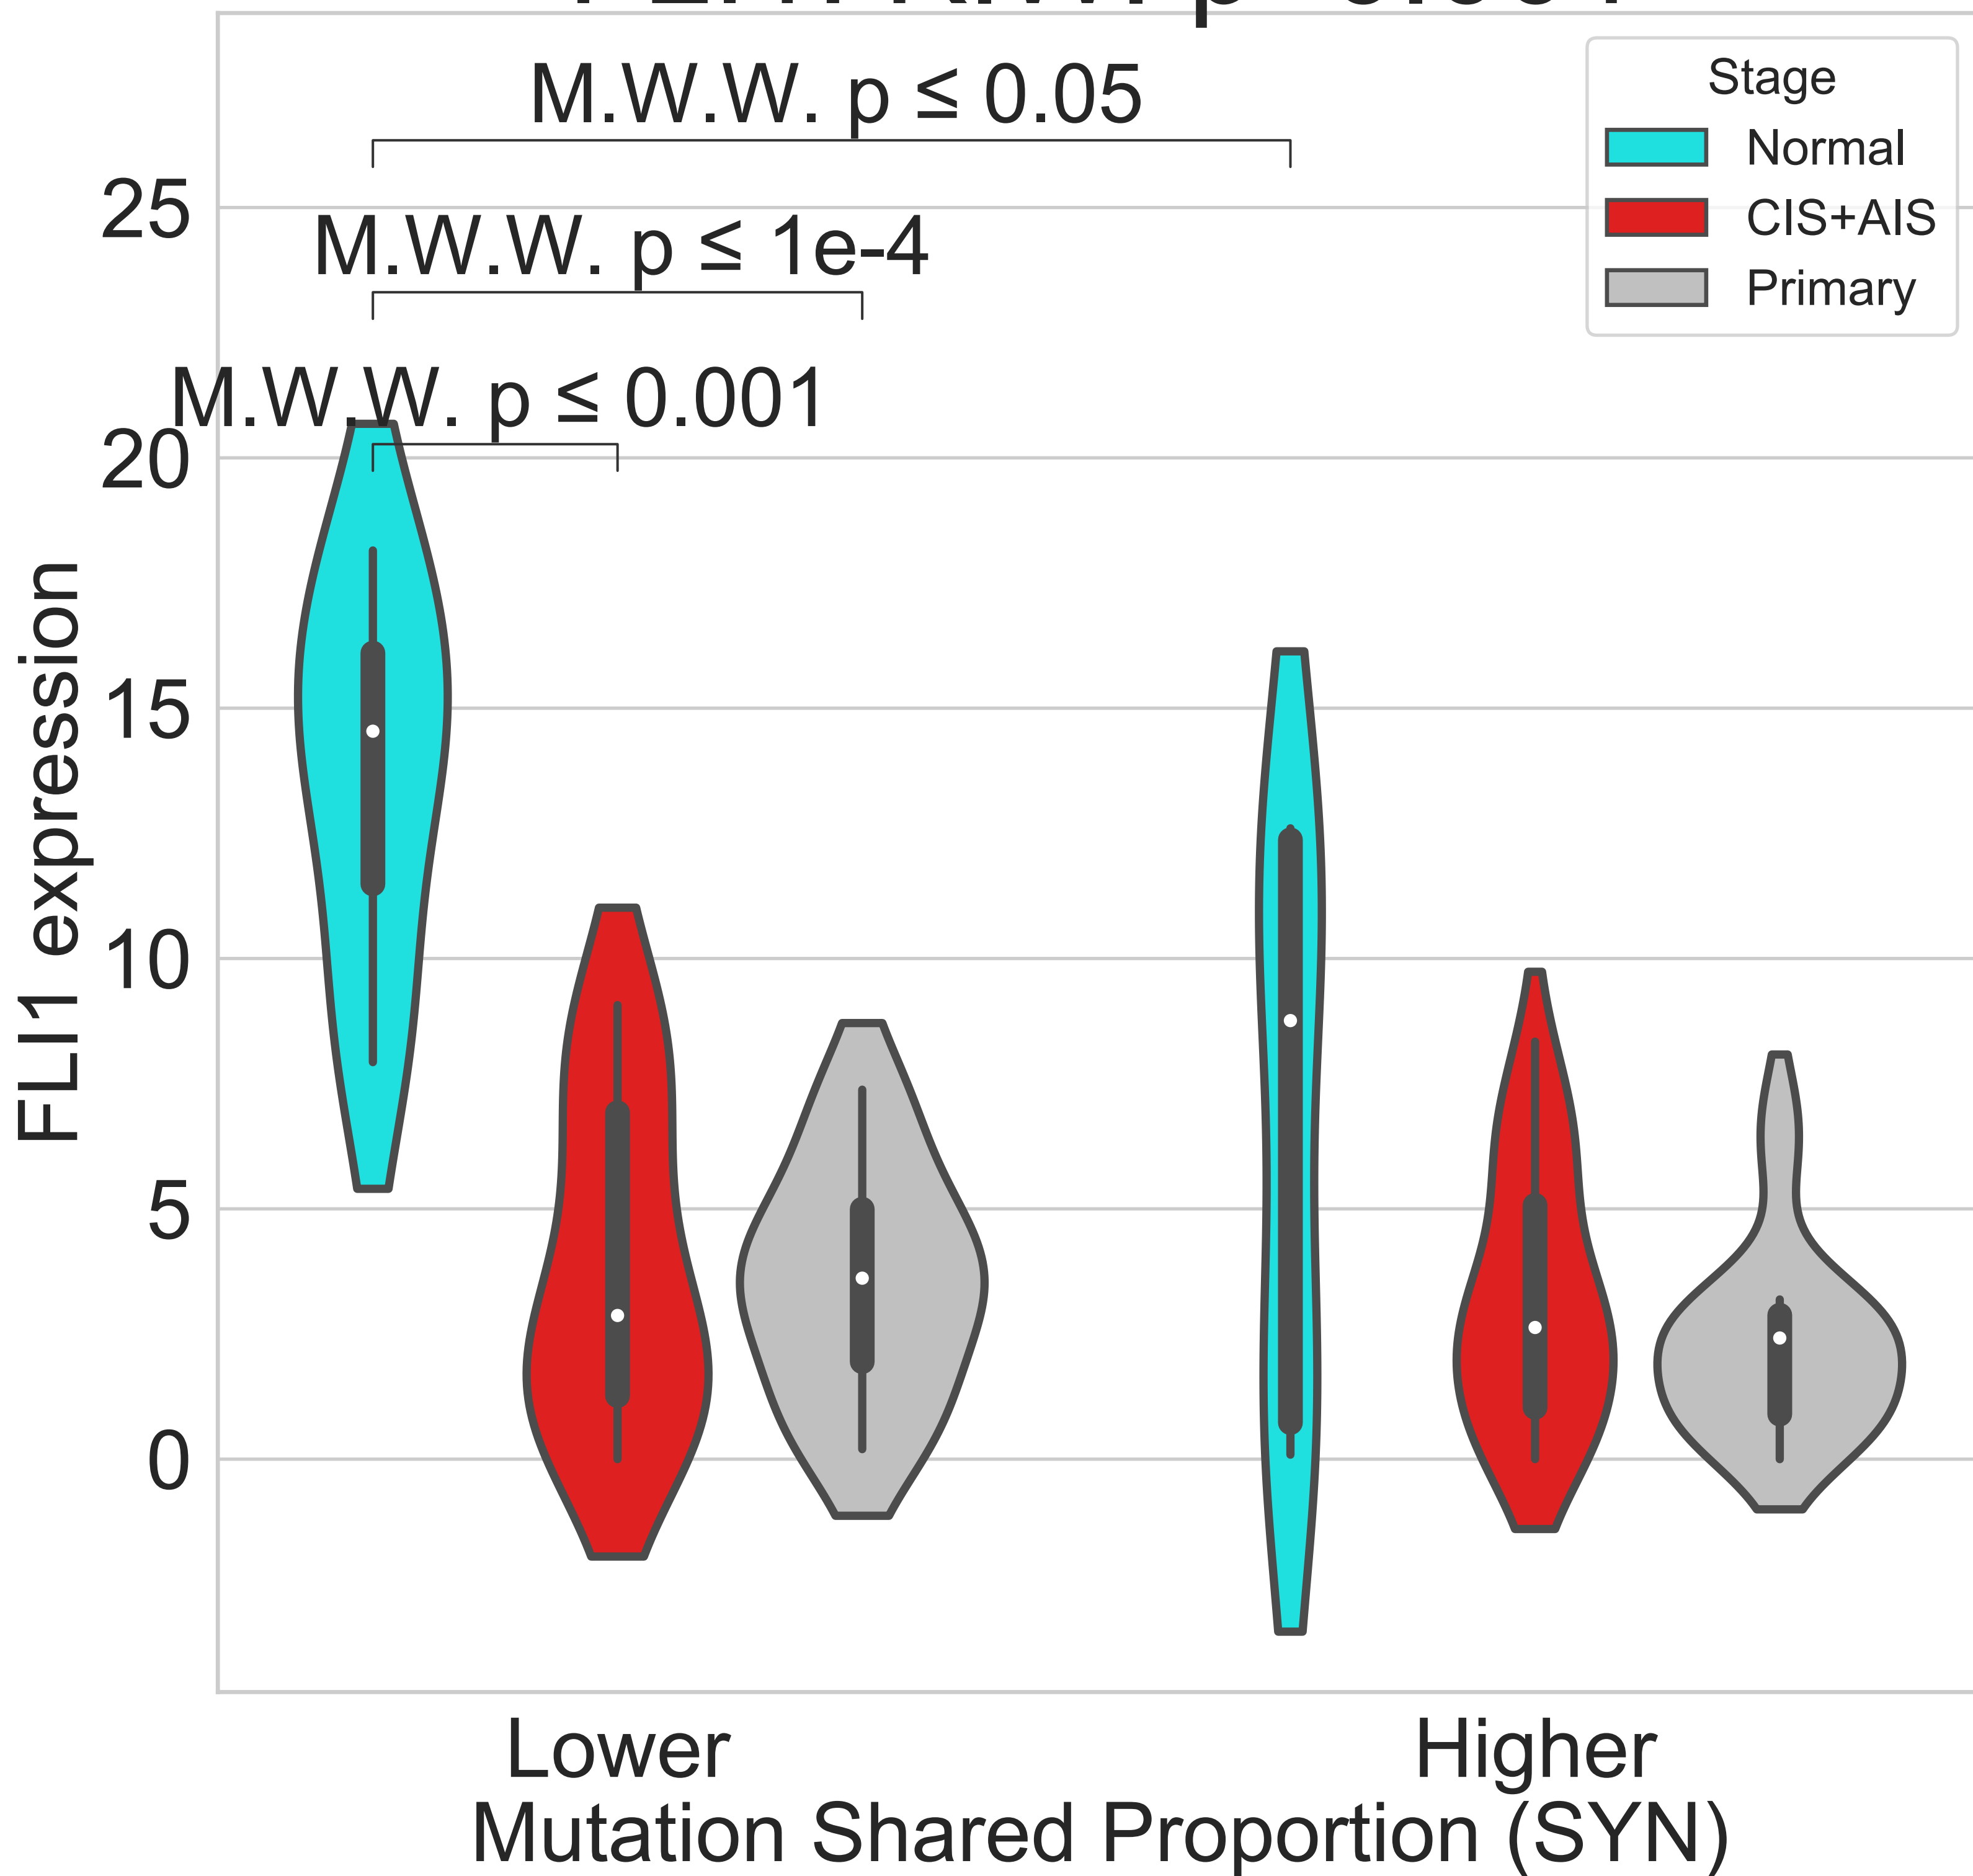 M.W.W. p ≤ 0.05
M.W.W. p ≤ 1e-4
M.W.W. p ≤ 0.001
Stage
Normal
CIS+AIS
Primary
FLI1 expression
25
20
15
10
5
0
Lower
Higher
Mutation Shared Proportion (SYN)